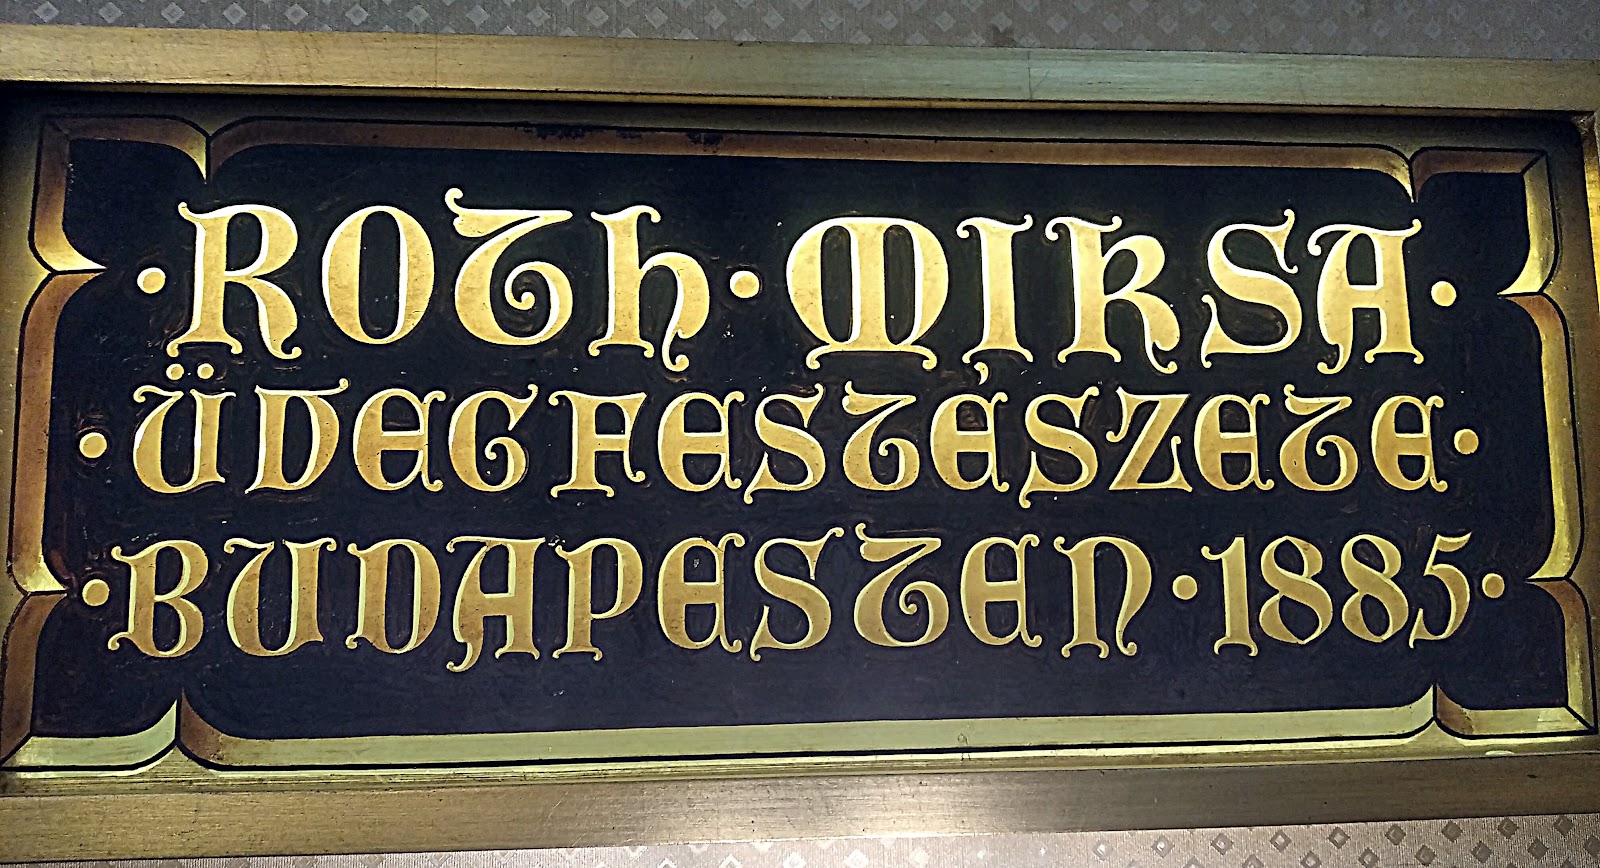 ·ROTH·MIKSA·
·ÜVEGFESTÉSZETE·
·BUDAPESTEN·1885·